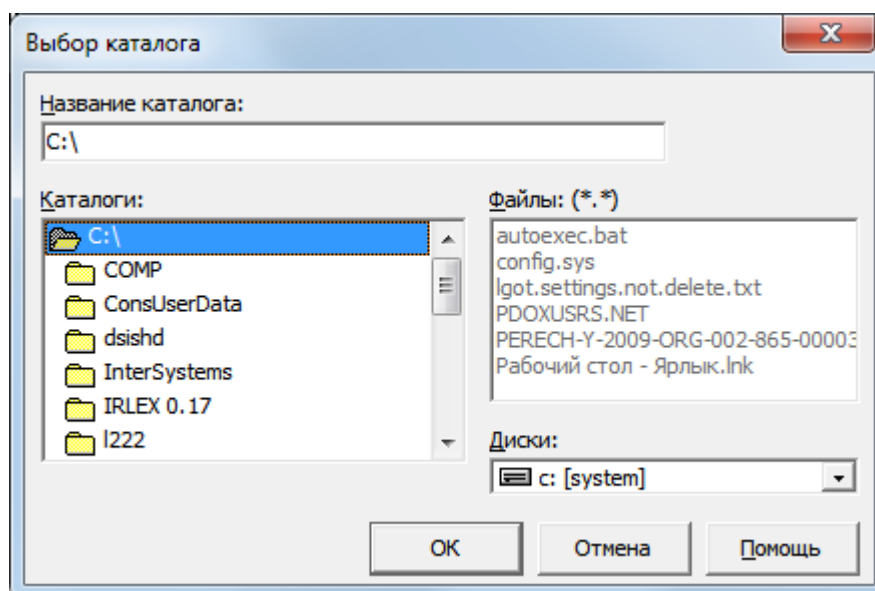 Выбор каталога
Название каталога:
C:\
Каталоги:
C:\
COMP
ConsUserData
dsishd
InterSystems
IRLEX 0.17
l222
Файлы: (*.*)
autoexec.bat
config.sys
lgot.settings.not.delete.txt
PDOXUSRS.NET
PERECH-Y-2009-ORG-002-865-00003
Рабочий стол - Ярлык.lnk
Диски:
c: [system]
OK
Отмена
Помощь